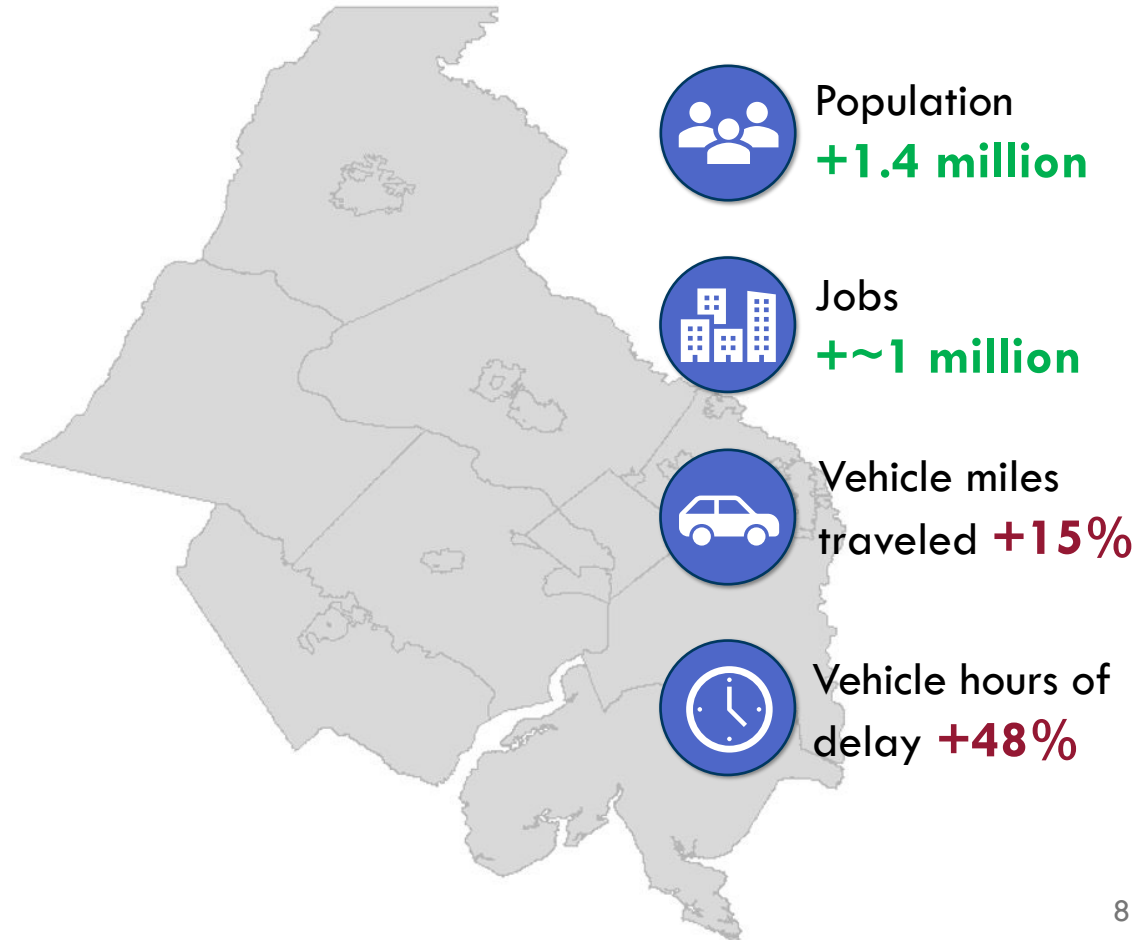 Population
+1.4 million
Jobs
+~1 million
Vehicle miles
traveled +15%
Vehicle hours of
delay +48%
8